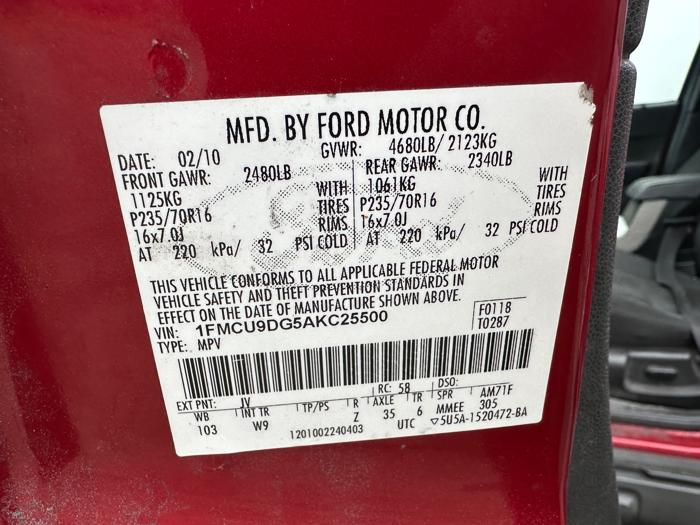 MFD. BY FORD MOTOR CO.
DATE: 02/10 GVWR: 4680LB/ 2123KG
FRONT GAWR: 2480LB REAR GAWR: 2340LB
1125KG WITH 1061KG WITH
P235/70R16 TIRES P235/70R16 TIRES
16x7.0J RIMS 16x7.0J RIMS
AT 220 kPa/ 32 PSI COLD AT 220 kPa/ 32 PSI COLD
THIS VEHICLE CONFORMS TO ALL APPLICABLE FEDERAL MOTOR
VEHICLE SAFETY AND THEFT PREVENTION STANDARDS IN
EFFECT ON THE DATE OF MANUFACTURE SHOWN ABOVE.
VIN: 1FMCU9DG5AKC25500 F0118
TYPE: MPV T0287
EXT PNT: JV RC: 58 DSO:
WB INT TR TP/PS R AXLE TR SPR AM71F
103 W9 Z 35 6 MMEE 305
1201002240403 UTC ▽5U5A-1520472-BA